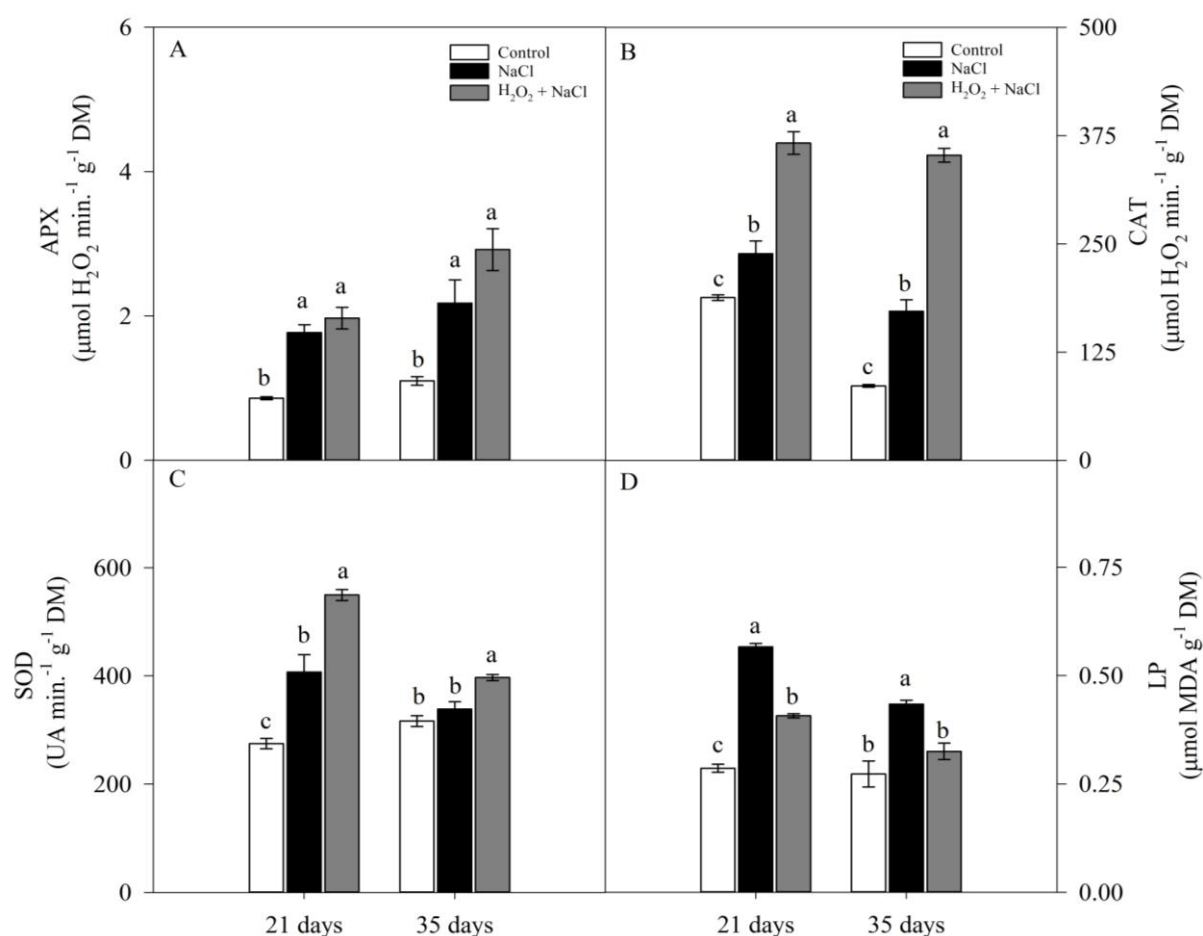 A
Control
NaCl
H₂O₂ + NaCl
6
4
2
0
APX
(μmol H₂O₂ min.⁻¹ g⁻¹ DM)
b
a
a
b
a
a
B
Control
NaCl
H₂O₂ + NaCl
500
375
250
125
0
CAT
(μmol H₂O₂ min.⁻¹ g⁻¹ DM)
c
b
a
c
b
a
C
600
400
200
0
SOD
(UA min.⁻¹ g⁻¹ DM)
c
b
a
b
b
a
21 days
35 days
D
0.75
0.50
0.25
0.00
LP
(μmol MDA g⁻¹ DM)
c
a
b
b
a
b
21 days
35 days